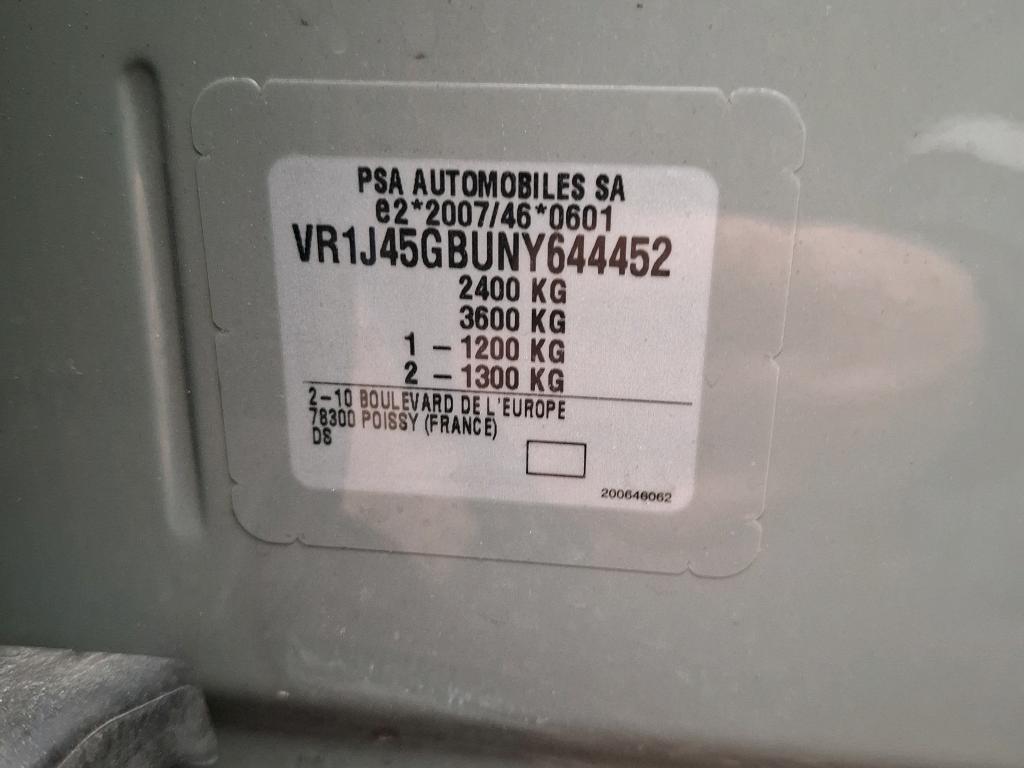 PSA AUTOMOBILES SA
e2*2007/46*0601
VR1J45GBUNY644452
2400 KG
3600 KG
1 - 1200 KG
2 - 1300 KG
2-10 BOULEVARD DE L'EUROPE
78300 POISSY (FRANCE)
DS
200646062